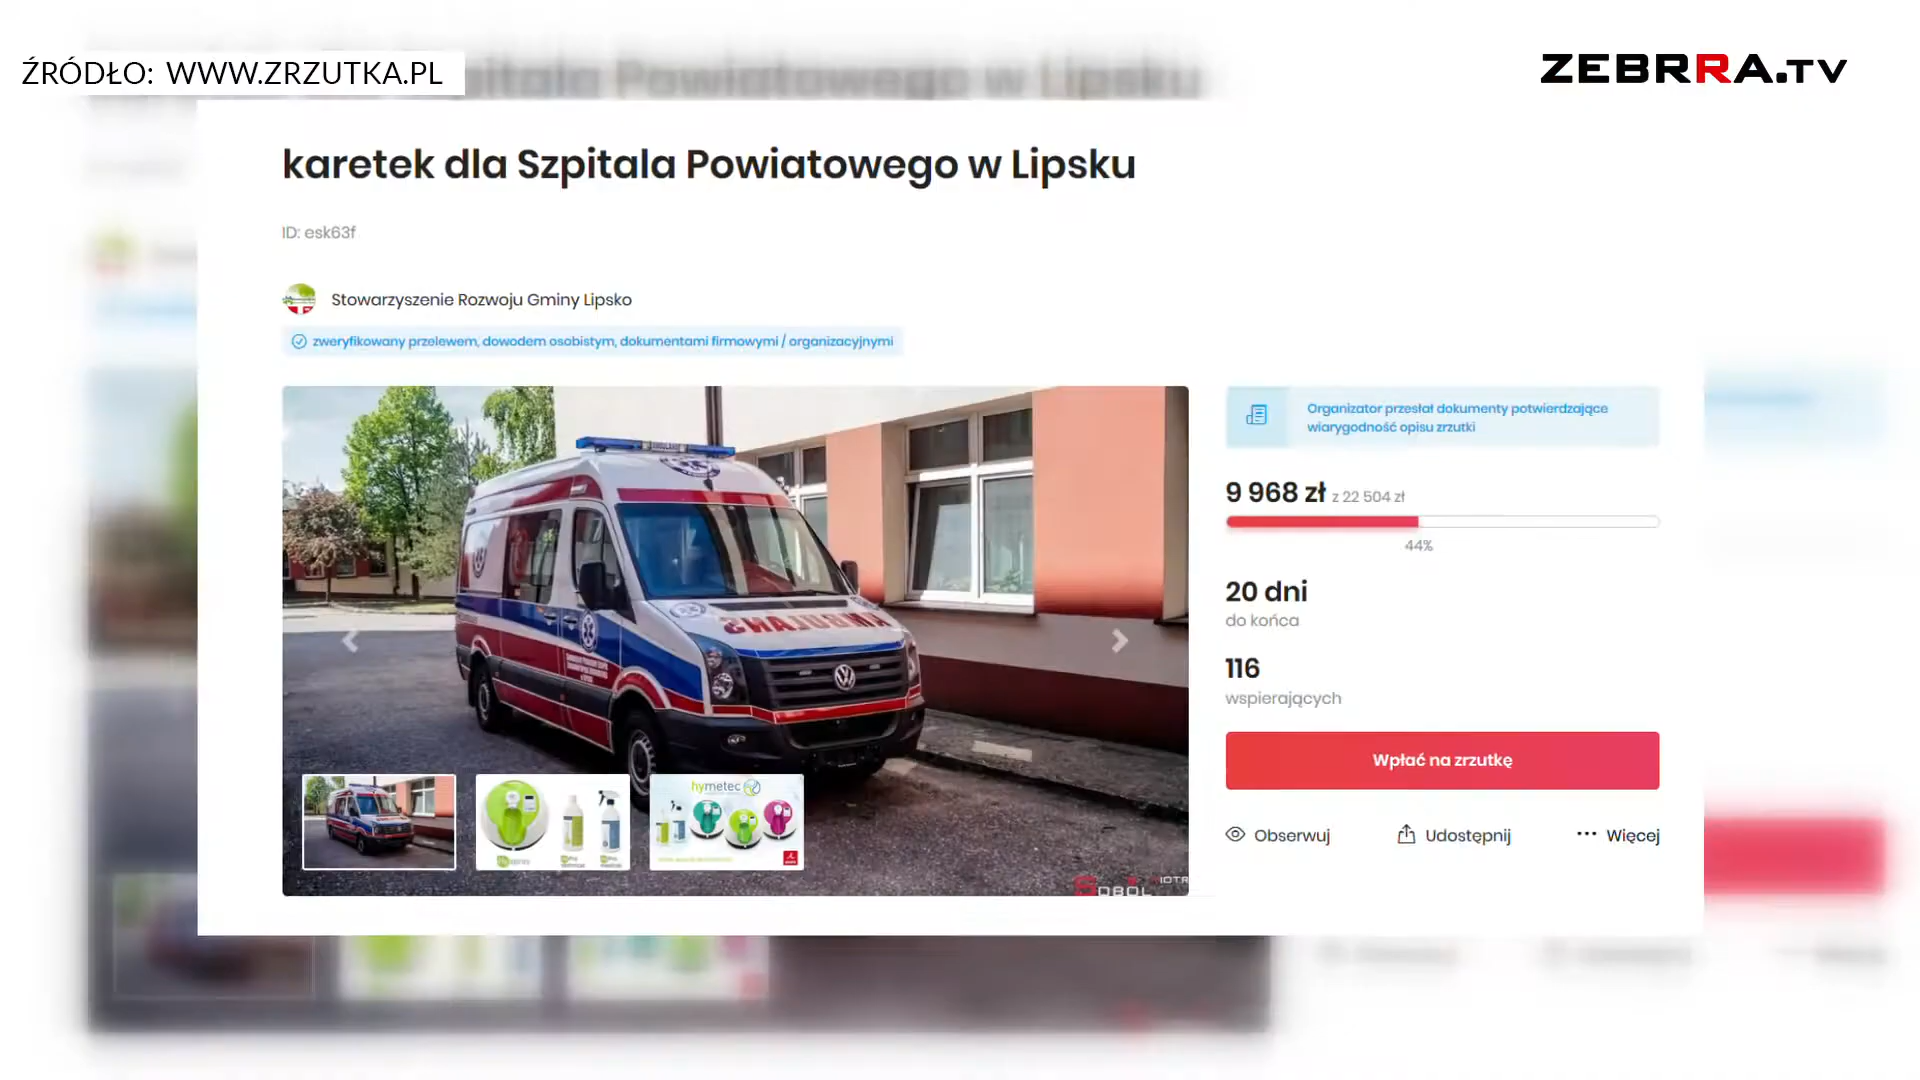 ŹRÓDŁO: WWW.ZRZUTKA.PL
ZEBRRA.TV
karetek dla Szpitala Powiatowego w Lipsku
ID: esk63f
Stowarzyszenie Rozwoju Gminy Lipsko
zweryfikowany przelewem, dowodem osobistym, dokumentami firmowymi / organizacyjnymi
Organizator przesłał dokumenty potwierdzające
wiarygodność opisu zrzutki
9 968 zł z 22 504 zł
44%
20 dni
do końca
116
wspierających
Wpłać na zrzutkę
Obserwuj
Udostępnij
Więcej
AMBULANS
hymetec
SOBOL